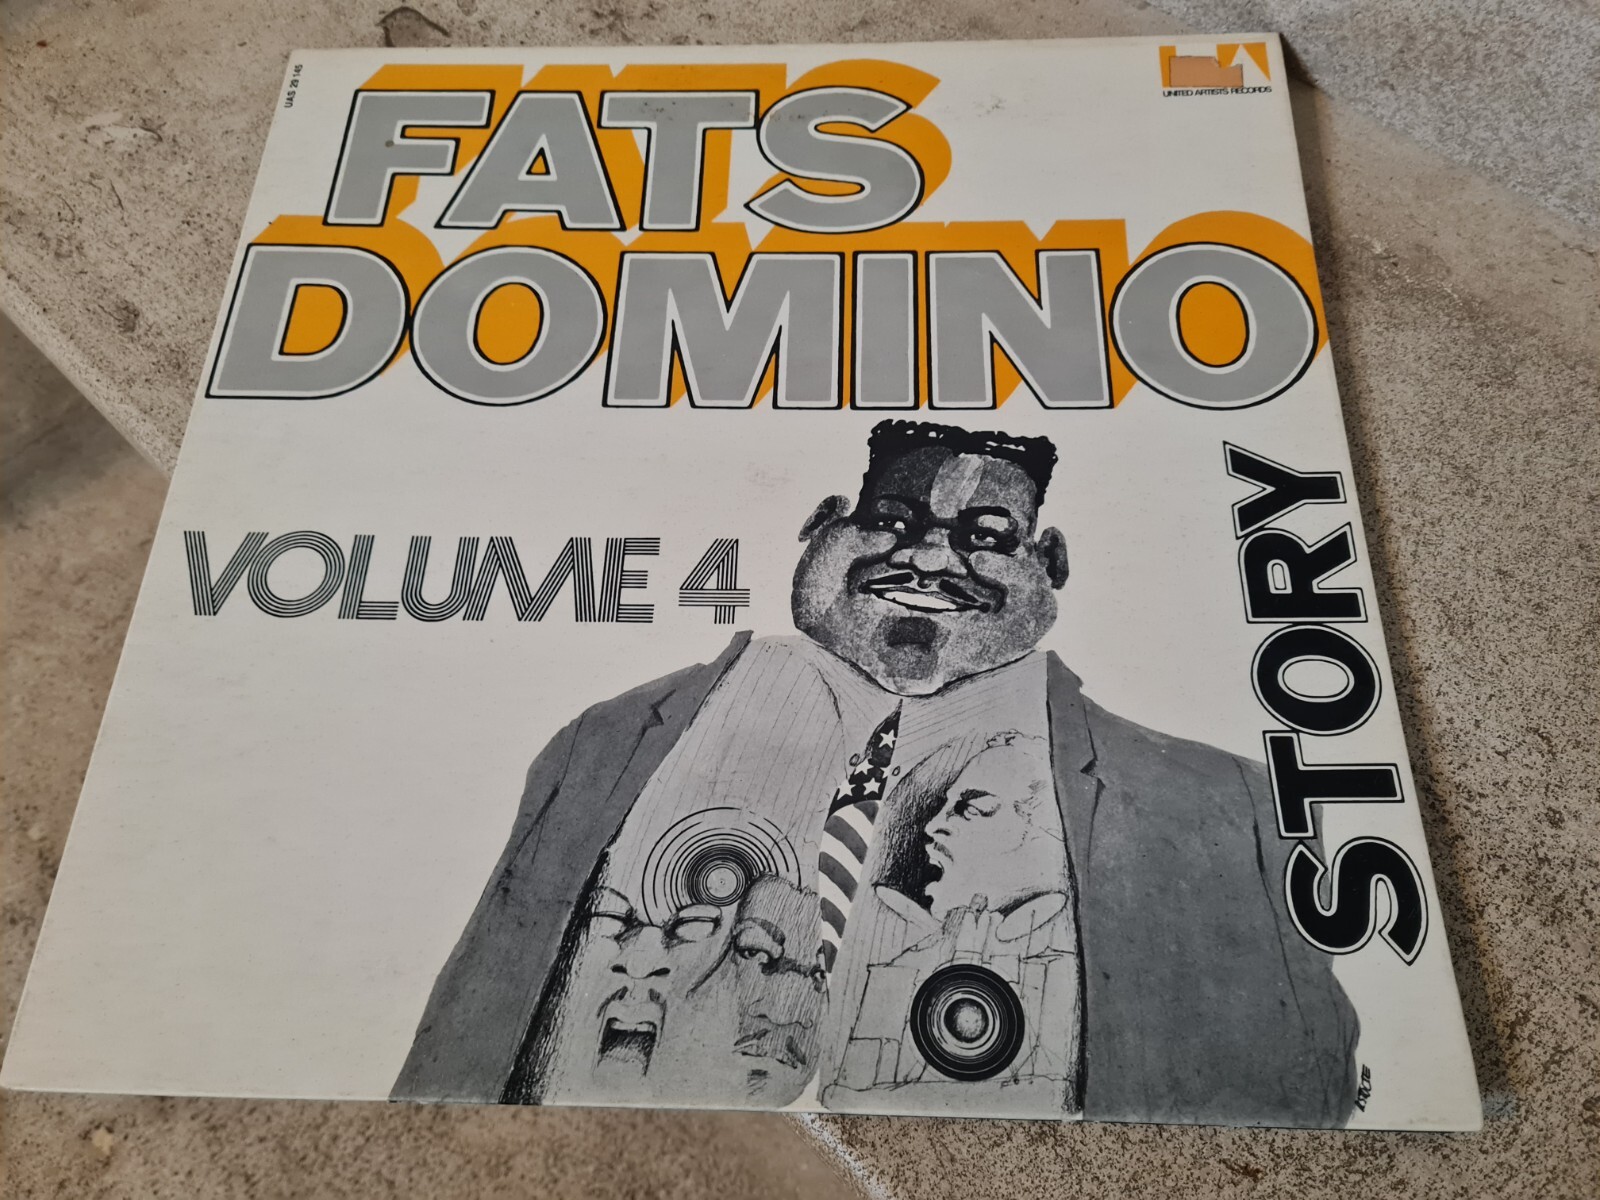 UAS 29 145
UNITED ARTISTS RECORDS
FATS
DOMINO
VOLUME 4
STORY